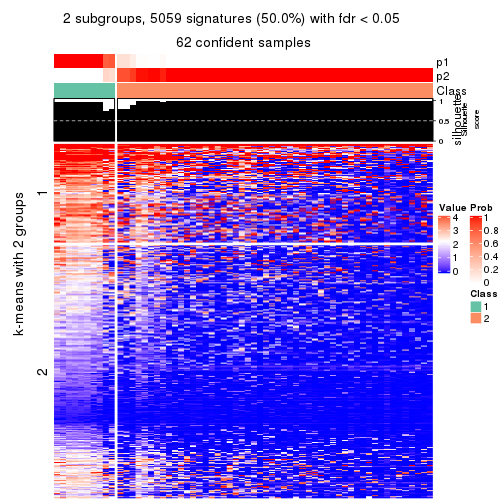 2 subgroups, 5059 signatures (50.0%) with fdr < 0.05
62 confident samples
p1
p2
Class
1
0.5
0
silhouette
Silhouette
score
k-means with 2 groups
1
2
Value
4
3
2
1
0
Prob
1
0.8
0.6
0.4
0.2
0
Class
1
2